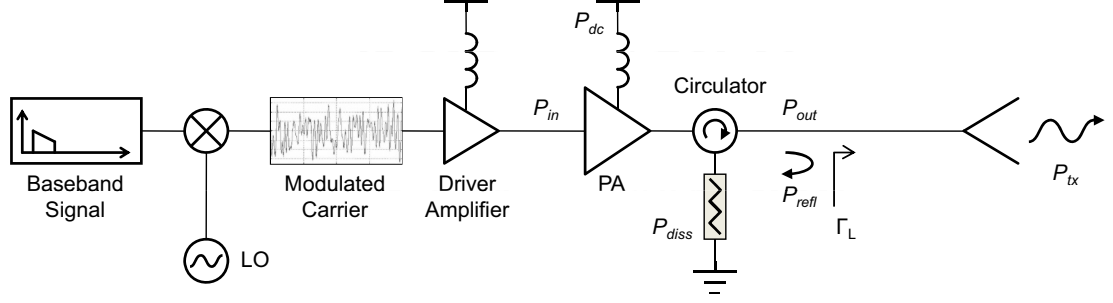 P_dc
Circulator
P_in
P_out
Baseband
Signal
Modulated
Carrier
Driver
Amplifier
PA
P_refl
P_tx
P_diss
Γ_L
LO